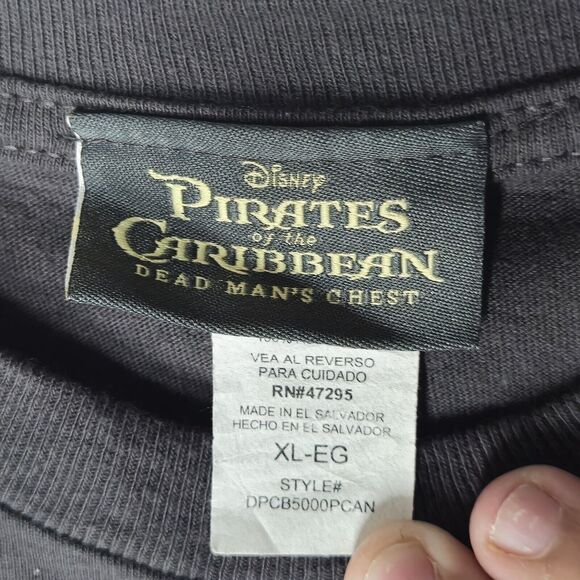 Disney
PIRATES
of the
CARIBBEAN
DEAD MAN'S CHEST
VEA AL REVERSO
PARA CUIDADO
RN#47295
MADE IN EL SALVADOR
HECHO EN EL SALVADOR
XL-EG
STYLE#
DPCB5000PCAN